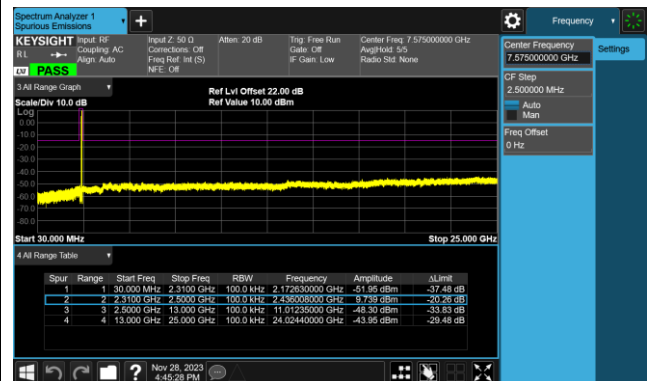 Spectrum Analyzer 1
Spurious Emissions
+
Frequency
KEYSIGHT Input: RF Input Z: 50 Ω Atten: 20 dB Trig: Free Run Center Freq: 7.575000000 GHz
RL Coupling: AC Corrections: Off Gate: Off Avg|Hold: 5/5
Align: Auto Freq Ref: Int (S) IF Gain: Low Radio Std: None
LXI PASS NFE: Off
Center Frequency
7.575000000 GHz
Settings
CF Step
2.500000 MHz
Auto
Man
Freq Offset
0 Hz
3 All Range Graph
Ref Lvl Offset 22.00 dB
Scale/Div 10.0 dB Ref Value 10.00 dBm
Log
0.00
-10.0
-20.0
-30.0
-40.0
-50.0
-60.0
-70.0
-80.0
Start 30.000 MHz Stop 25.000 GHz
4 All Range Table
Spur Range Start Freq Stop Freq RBW Frequency Amplitude ΔLimit
1 1 30.000 MHz 2.3100 GHz 100.0 kHz 2.172630000 GHz -51.95 dBm -37.48 dB
2 2 2.3100 GHz 2.5000 GHz 100.0 kHz 2.436008000 GHz 9.739 dBm -20.26 dB
3 3 2.5000 GHz 13.000 GHz 100.0 kHz 11.01235000 GHz -48.30 dBm -33.83 dB
4 4 13.000 GHz 25.000 GHz 100.0 kHz 24.02440000 GHz -43.95 dBm -29.48 dB
? Nov 28, 2023
4:45:28 PM